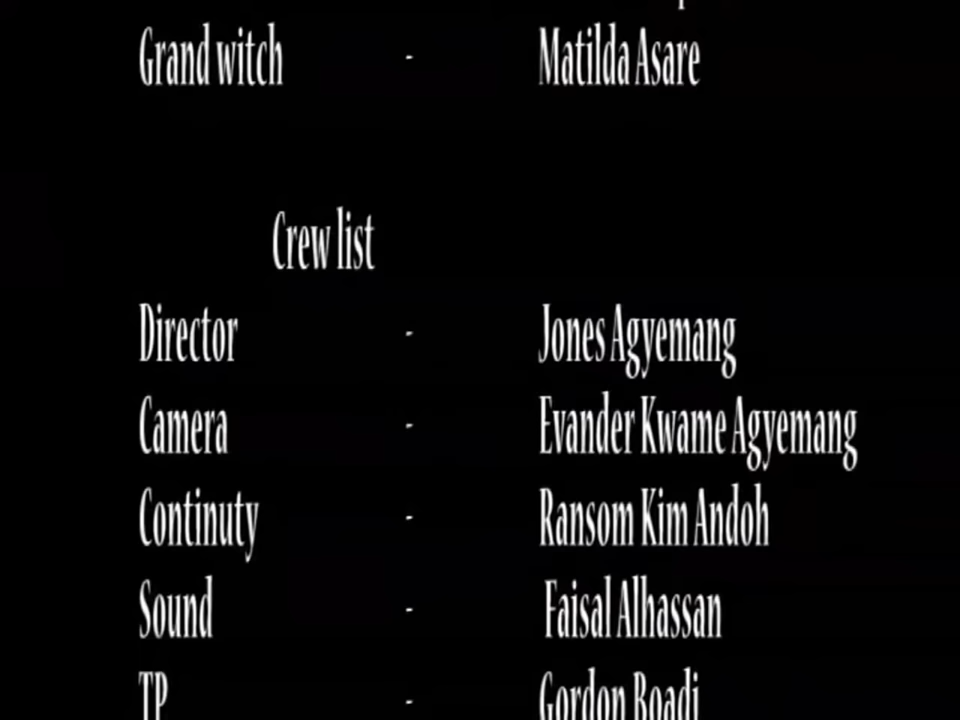 Grand witch - Matilda Asare
Crew list
Director - Jones Agyemang
Camera - Evander Kwame Agyemang
Continuty - Ransom Kim Andoh
Sound - Faisal Alhassan
TP - Gordon Boadi